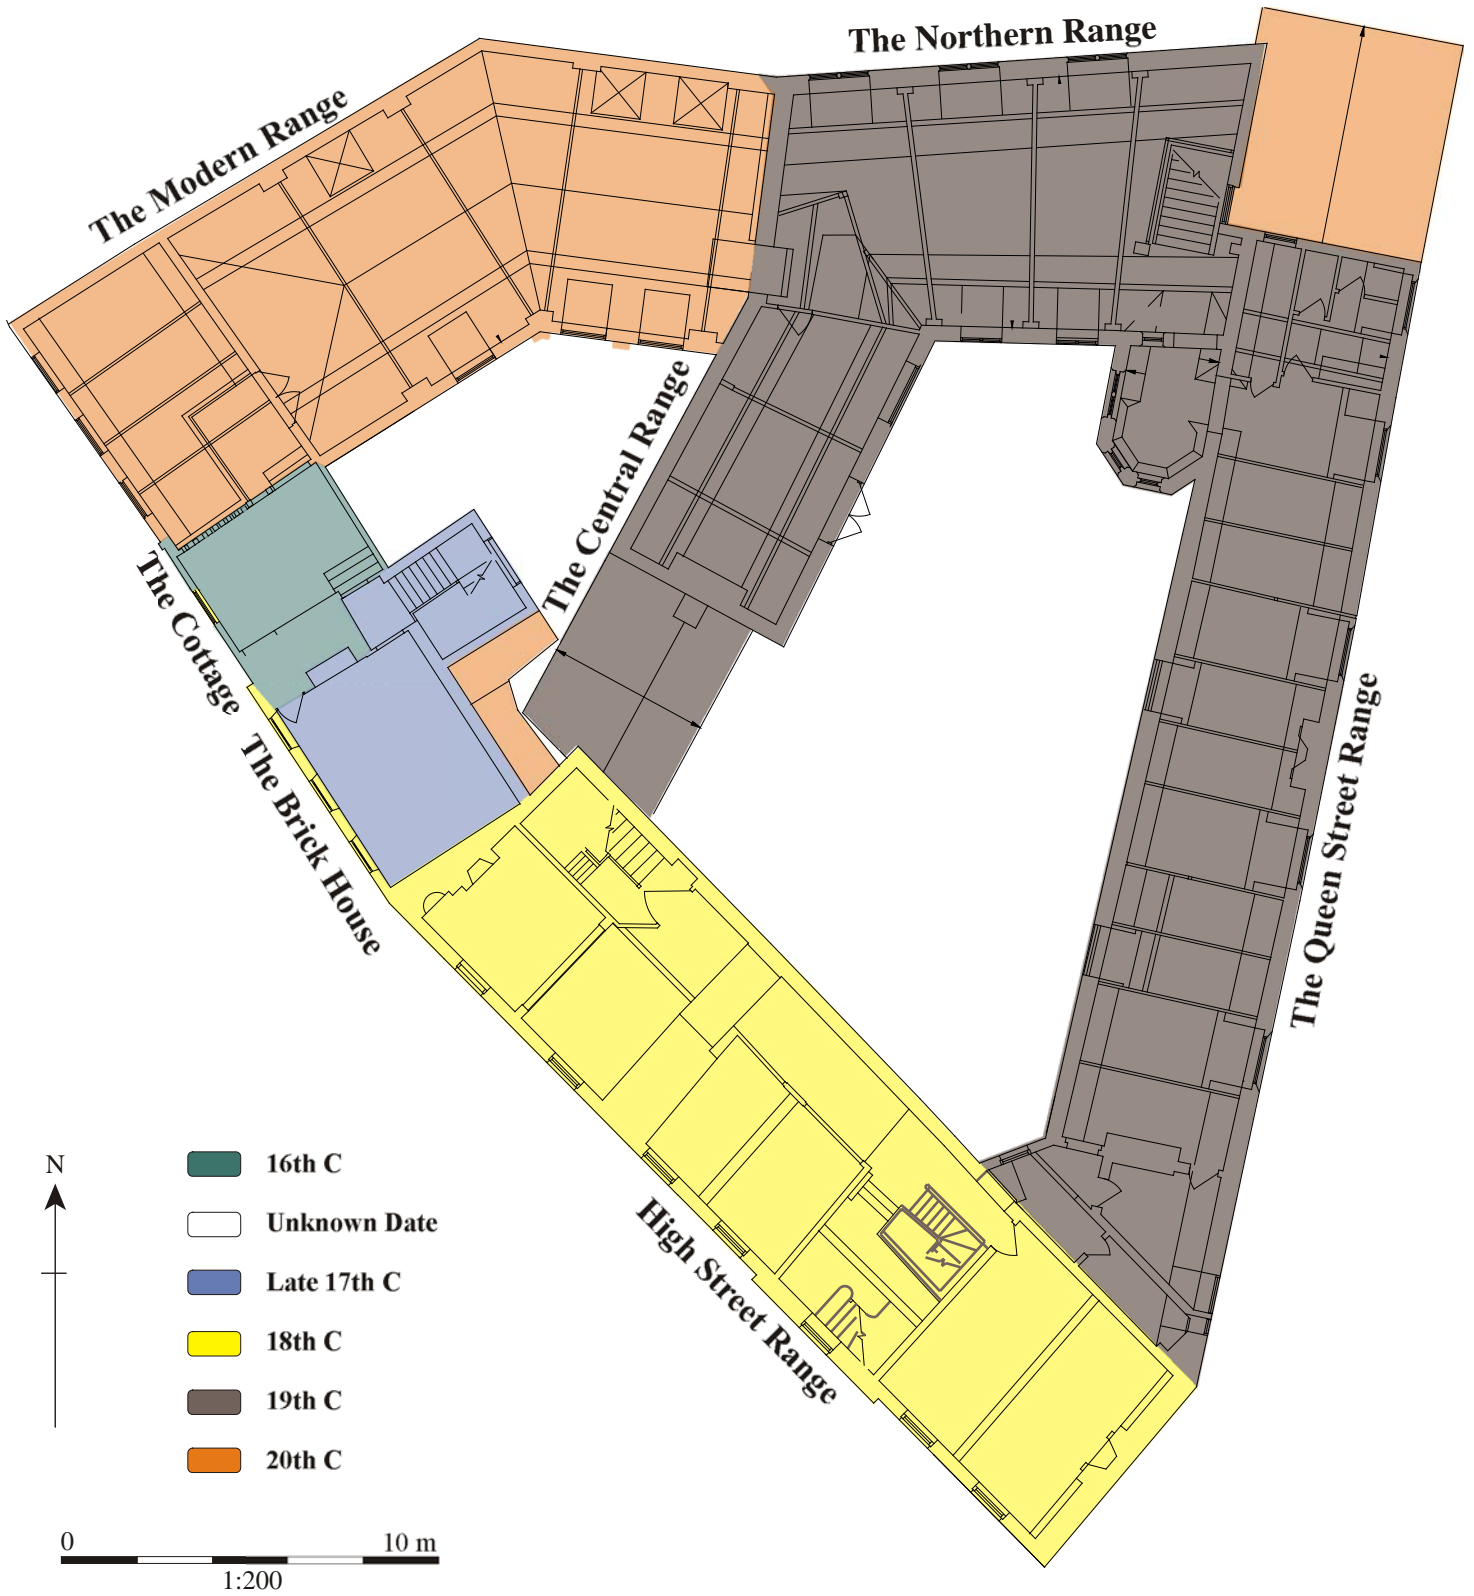 The Northern Range
The Modern Range
The Central Range
The Cottage
The Brick House
The Queen Street Range
High Street Range
N
16th C
Unknown Date
Late 17th C
18th C
19th C
20th C
0 10 m
1:200